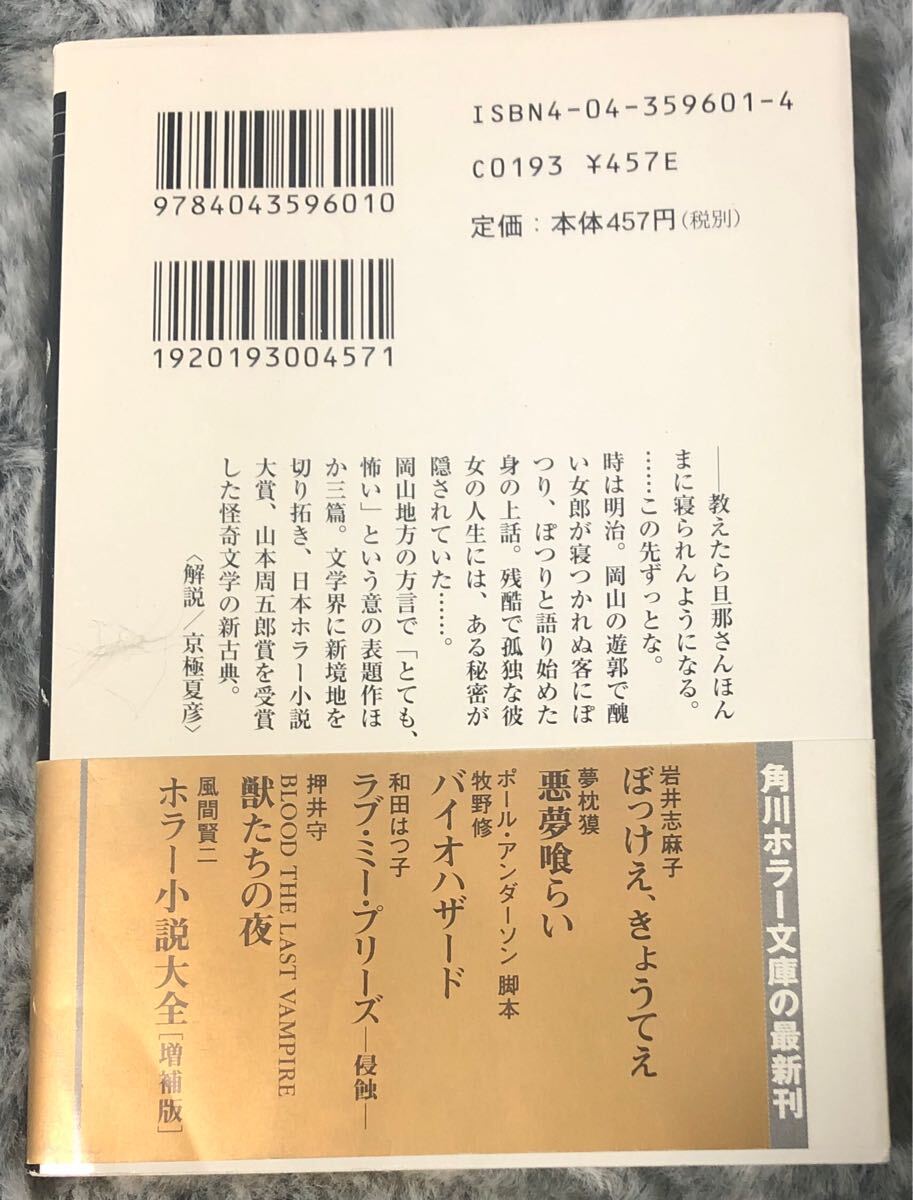 ISBN4-04-359601-4
C0193 ¥457E
定価：本体457円（税別）
9784043596010
1920193004571
――教えたら旦那さんほん
まに寝られんようになる。
……この先ずっとな。
時は明治。岡山の遊郭で醜
い女郎が寝つかれぬ客にぽ
つり、ぽつりと語り始めた
身の上話。残酷で孤独な彼
女の人生には、ある秘密が
隠されていた……。
岡山地方の方言で「とても、
怖い」という意の表題作ほ
か三篇。文学界に新境地を
切り拓き、日本ホラー小説
大賞、山本周五郎賞を受賞
した怪奇文学の新古典。
〈解説／京極夏彦〉
角川ホラー文庫の最新刊
岩井志麻子
ぼっけえ、きょうてえ
夢枕獏
悪夢喰らい
ポール・アンダーソン 脚本
牧野修
バイオハザード
和田はつ子
ラブ・ミー・プリーズ―侵蝕―
押井守
BLOOD THE LAST VAMPIRE
獣たちの夜
風間賢二
ホラー小説大全［増補版］